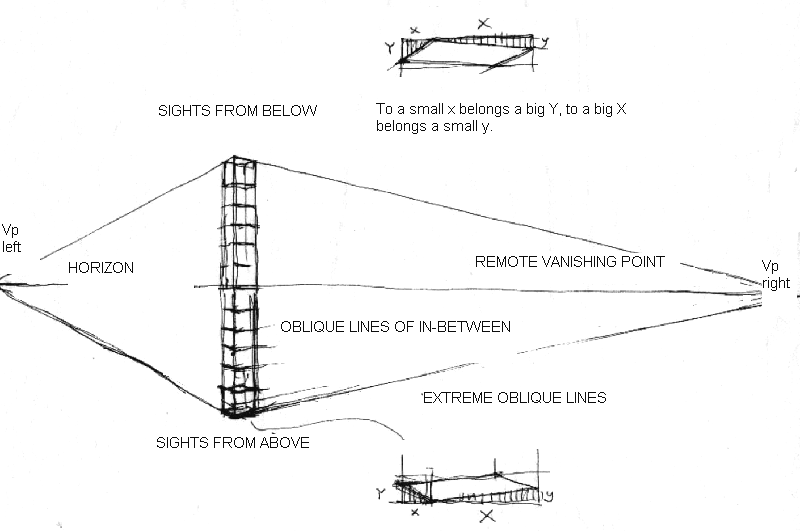 x X
Y y
SIGHTS FROM BELOW
To a small x belongs a big Y, to a big X
belongs a small y.
Vp
left
HORIZON
REMOTE VANISHING POINT
Vp
right
OBLIQUE LINES OF IN-BETWEEN
EXTREME OBLIQUE LINES
SIGHTS FROM ABOVE
Y y
x X